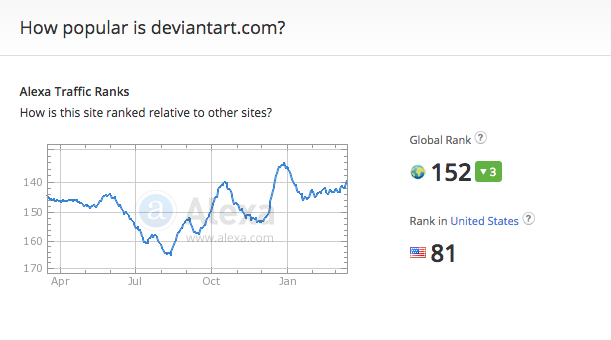 How popular is deviantart.com?
Alexa Traffic Ranks
How is this site ranked relative to other sites?
Global Rank ?
152 ▼3
Rank in United States ?
81
140
150
160
170
a Alexa
www.alexa.com
Apr Jul Oct Jan